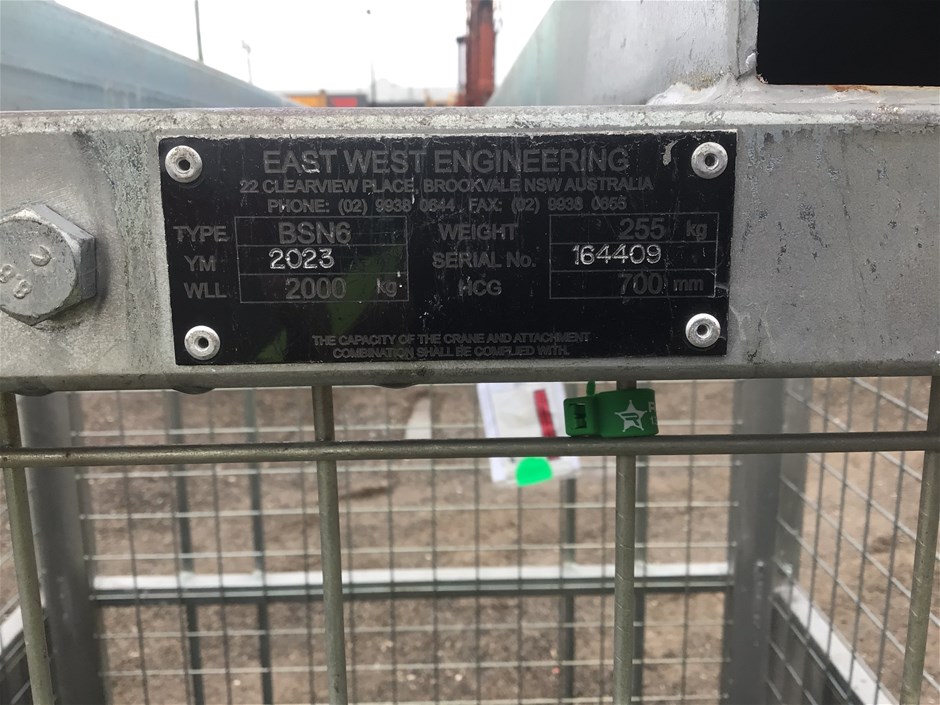 EAST WEST ENGINEERING
22 CLEARVIEW PLACE, BROOKVALE NSW AUSTRALIA
PHONE: (02) 9938 0644 FAX: (02) 9938 0655
TYPE BSN6 WEIGHT 255 kg
YM 2023 SERIAL No. 164409
WLL 2000 kg HCG 700 mm
THE CAPACITY OF THE CRANE AND ATTACHMENT
COMBINATION SHALL BE COMPLIED WITH.